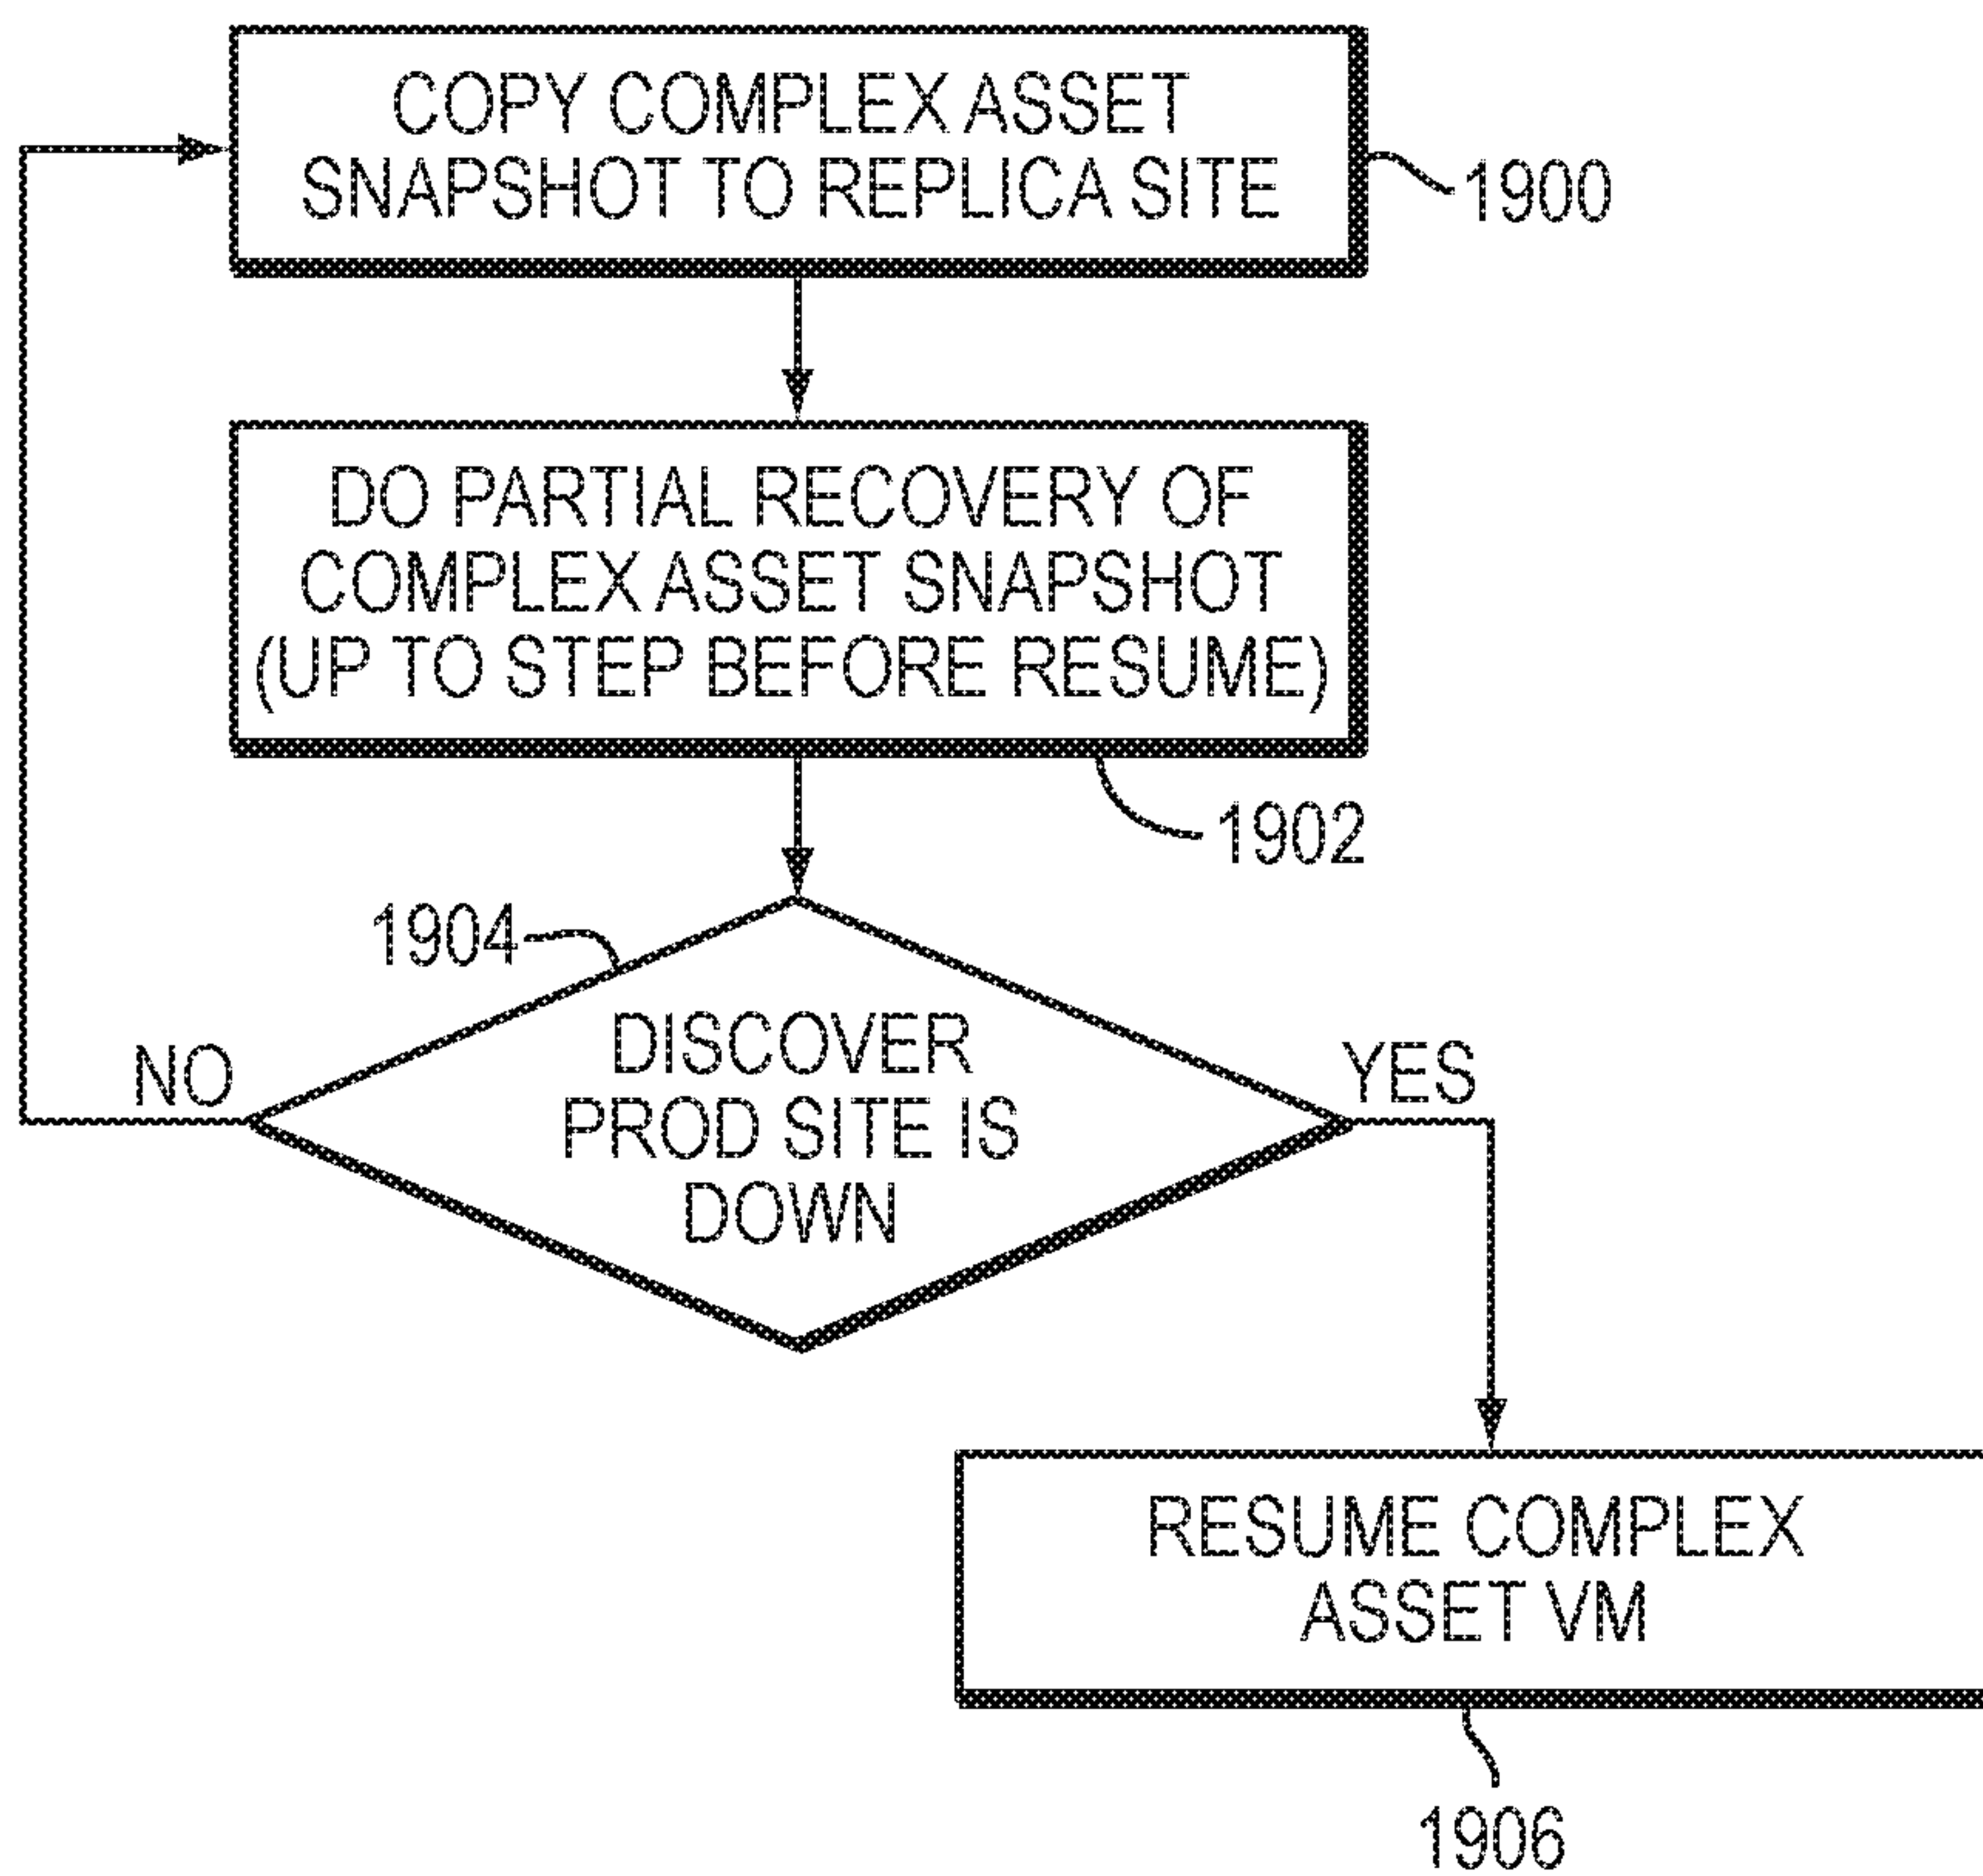 COPY COMPLEX ASSET
SNAPSHOT TO REPLICA SITE
1900
DO PARTIAL RECOVERY OF
COMPLEX ASSET SNAPSHOT
(UP TO STEP BEFORE RESUME)
1902
1904
DISCOVER
PROD SITE IS
DOWN
NO
YES
RESUME COMPLEX
ASSET VM
1906